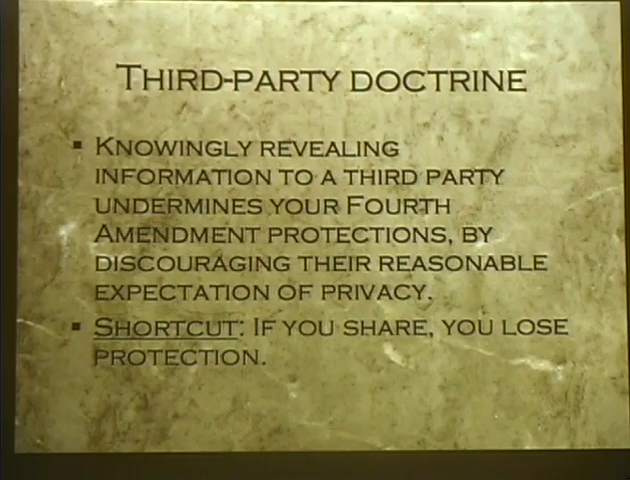 THIRD-PARTY DOCTRINE
▪ KNOWINGLY REVEALING
INFORMATION TO A THIRD PARTY
UNDERMINES YOUR FOURTH
AMENDMENT PROTECTIONS, BY
DISCOURAGING THEIR REASONABLE
EXPECTATION OF PRIVACY.
▪ SHORTCUT: IF YOU SHARE, YOU LOSE
PROTECTION.